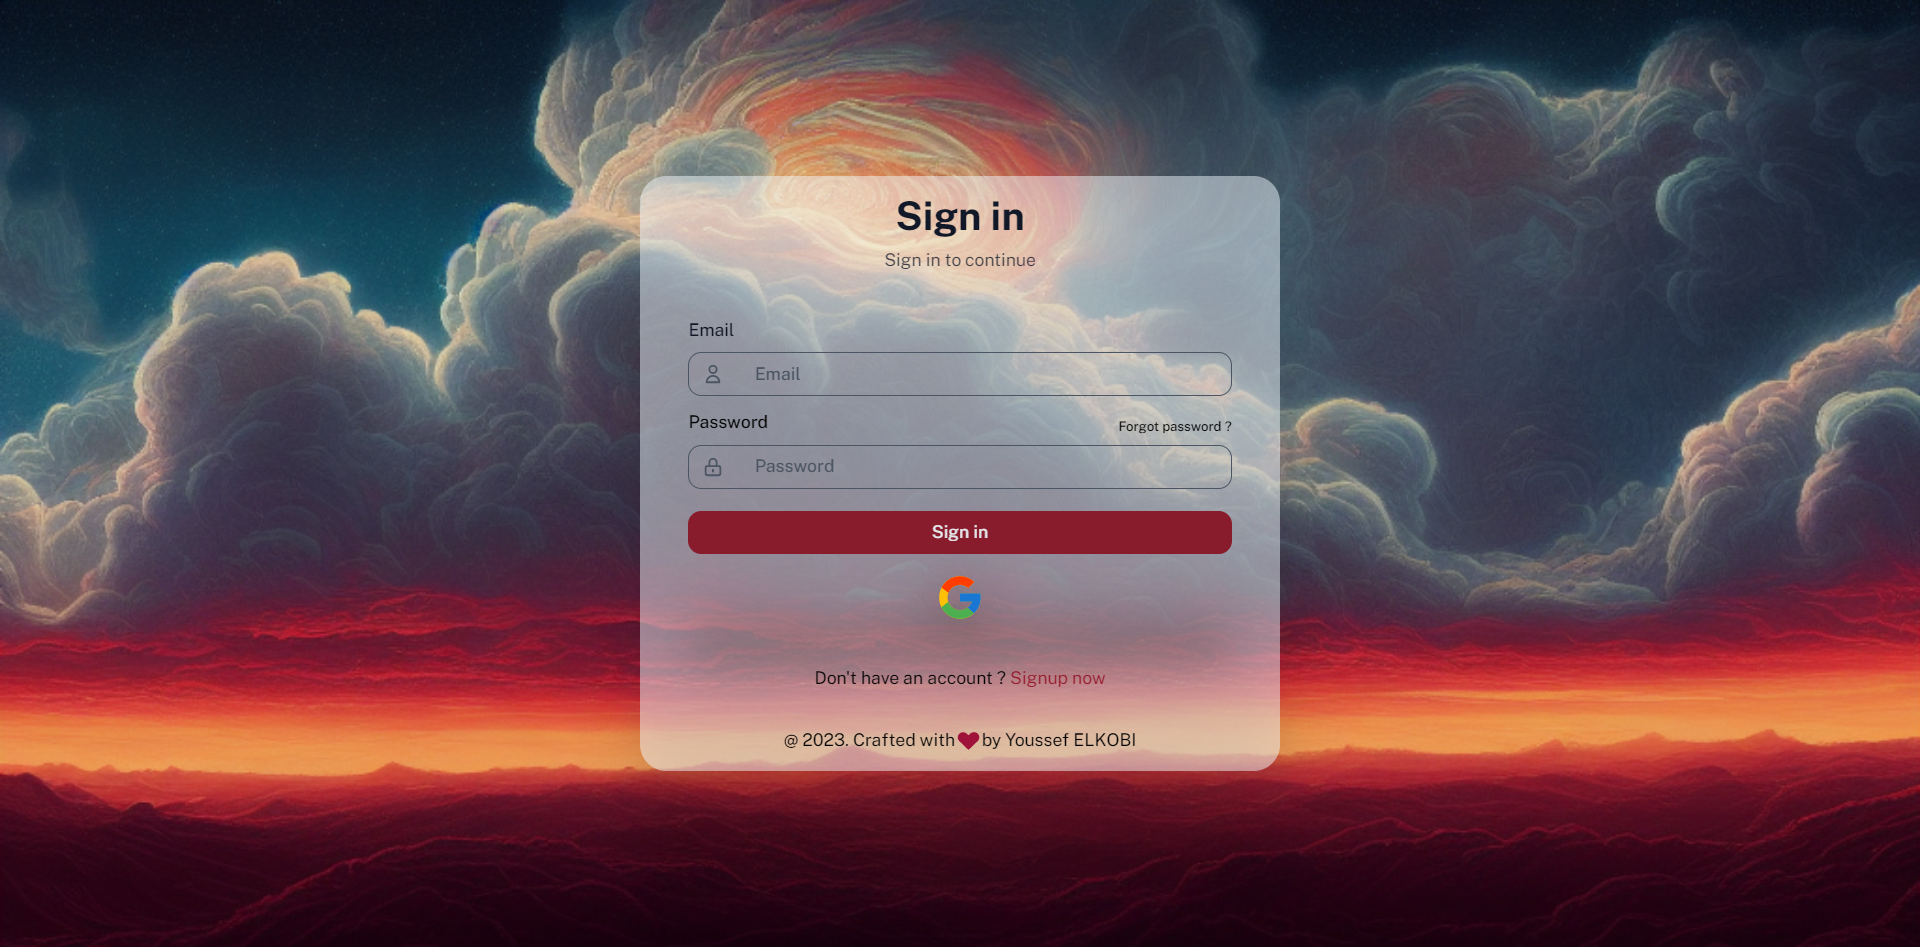 Sign in
Sign in to continue
Email
Email
Password
Forgot password ?
Password
Sign in
Don't have an account ? Signup now
@ 2023. Crafted with by Youssef ELKOBI